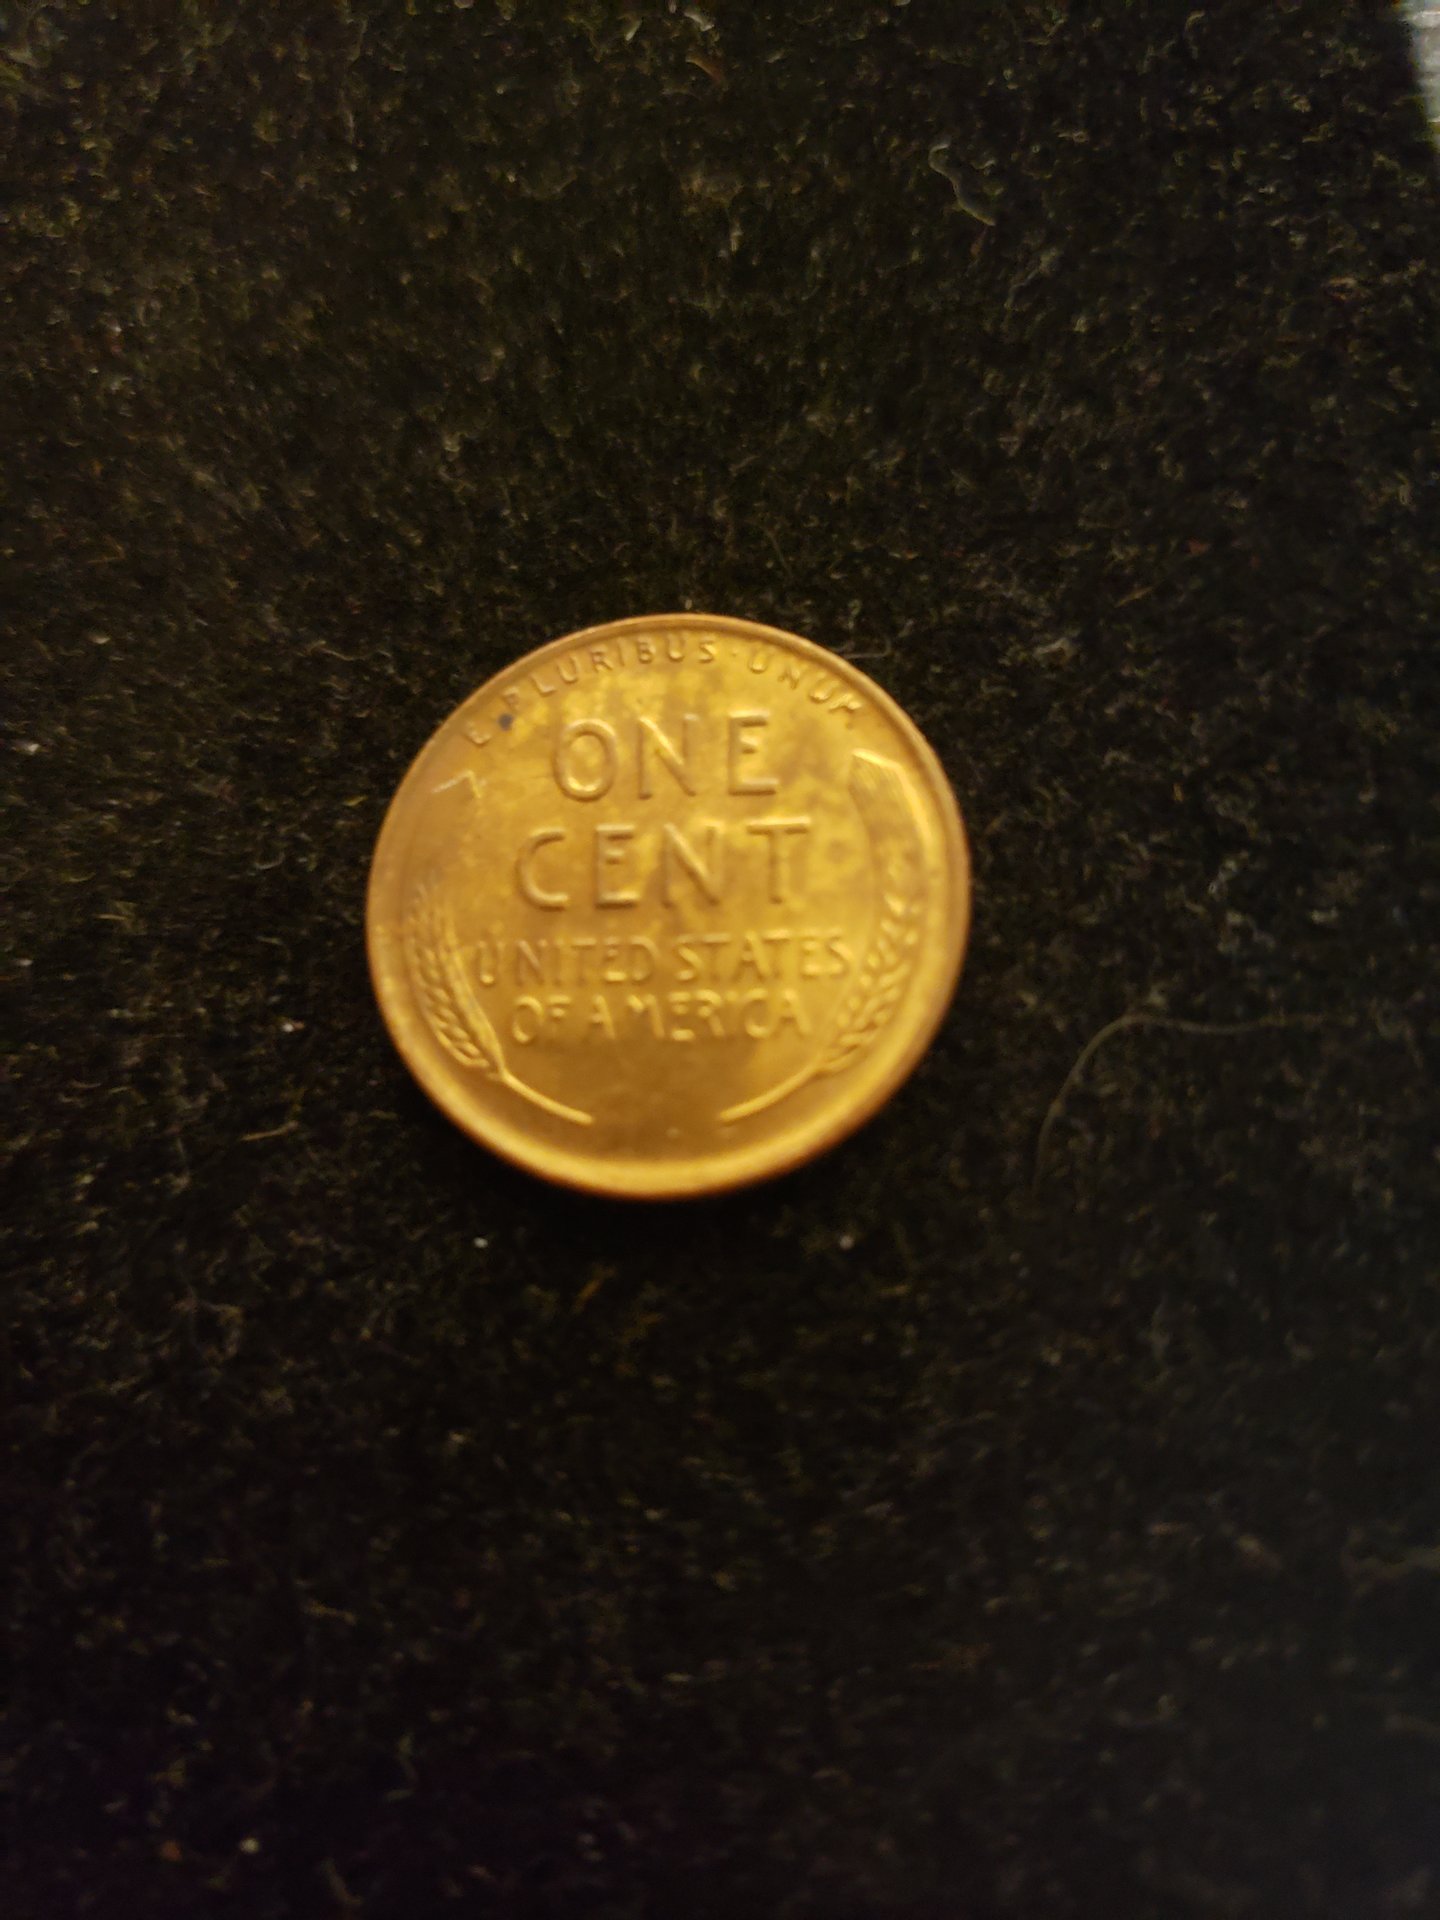 E·PLURIBUS·UNUM
ONE
CENT
UNITED STATES
OF AMERICA